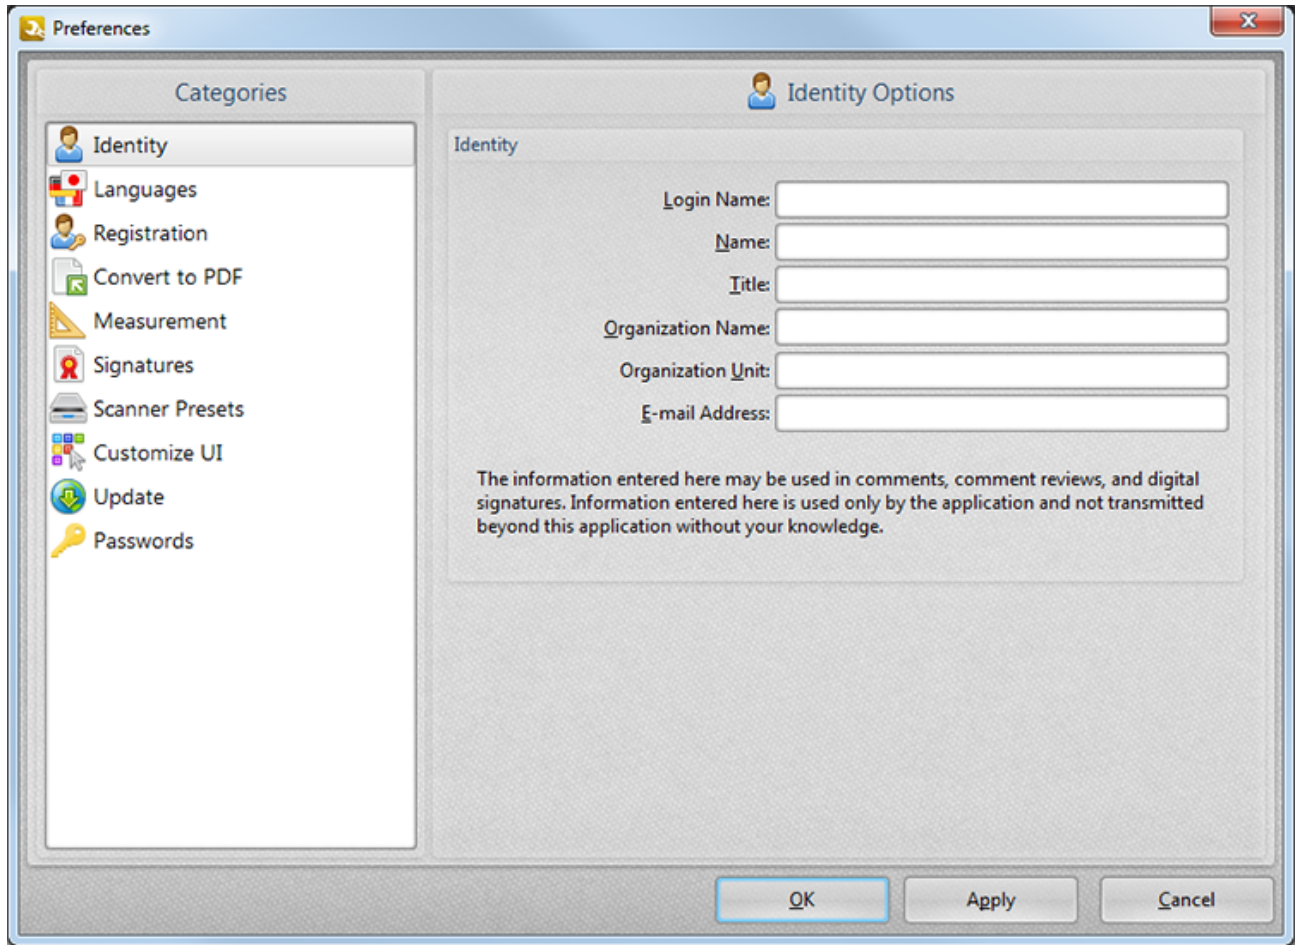 Preferences
Categories
Identity
Languages
Registration
Convert to PDF
Measurement
Signatures
Scanner Presets
Customize UI
Update
Passwords
Identity Options
Identity
Login Name:
Name:
Title:
Organization Name:
Organization Unit:
E-mail Address:
The information entered here may be used in comments, comment reviews, and digital
signatures. Information entered here is used only by the application and not transmitted
beyond this application without your knowledge.
OK
Apply
Cancel